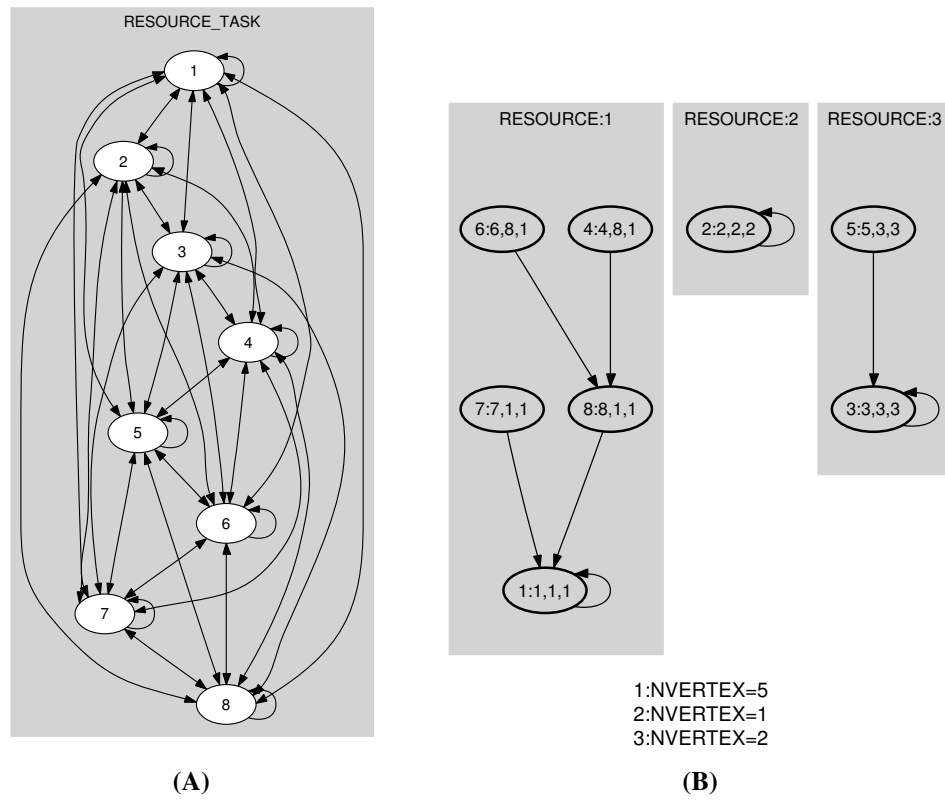 RESOURCE_TASK
1
2
3
4
5
6
7
8
(A)
RESOURCE:1
RESOURCE:2
RESOURCE:3
6:6,8,1
4:4,8,1
2:2,2,2
5:5,3,3
7:7,1,1
8:8,1,1
3:3,3,3
1:1,1,1
1:NVERTEX=5
2:NVERTEX=1
3:NVERTEX=2
(B)